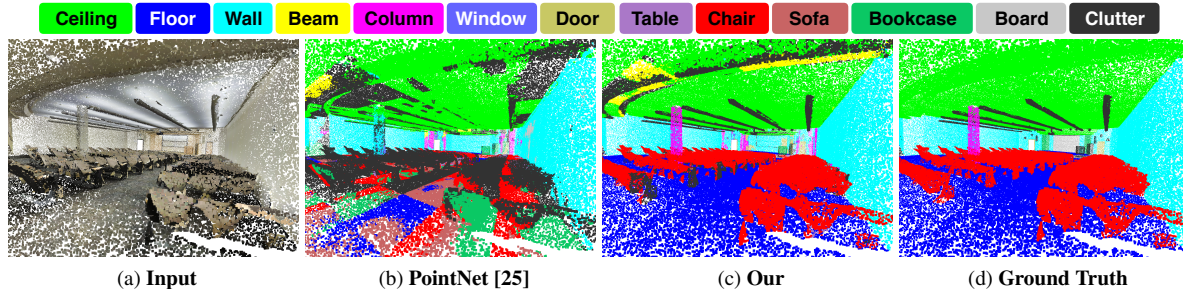 Ceiling Floor Wall Beam Column Window Door Table Chair Sofa Bookcase Board Clutter
(a) Input (b) PointNet [25] (c) Our (d) Ground Truth